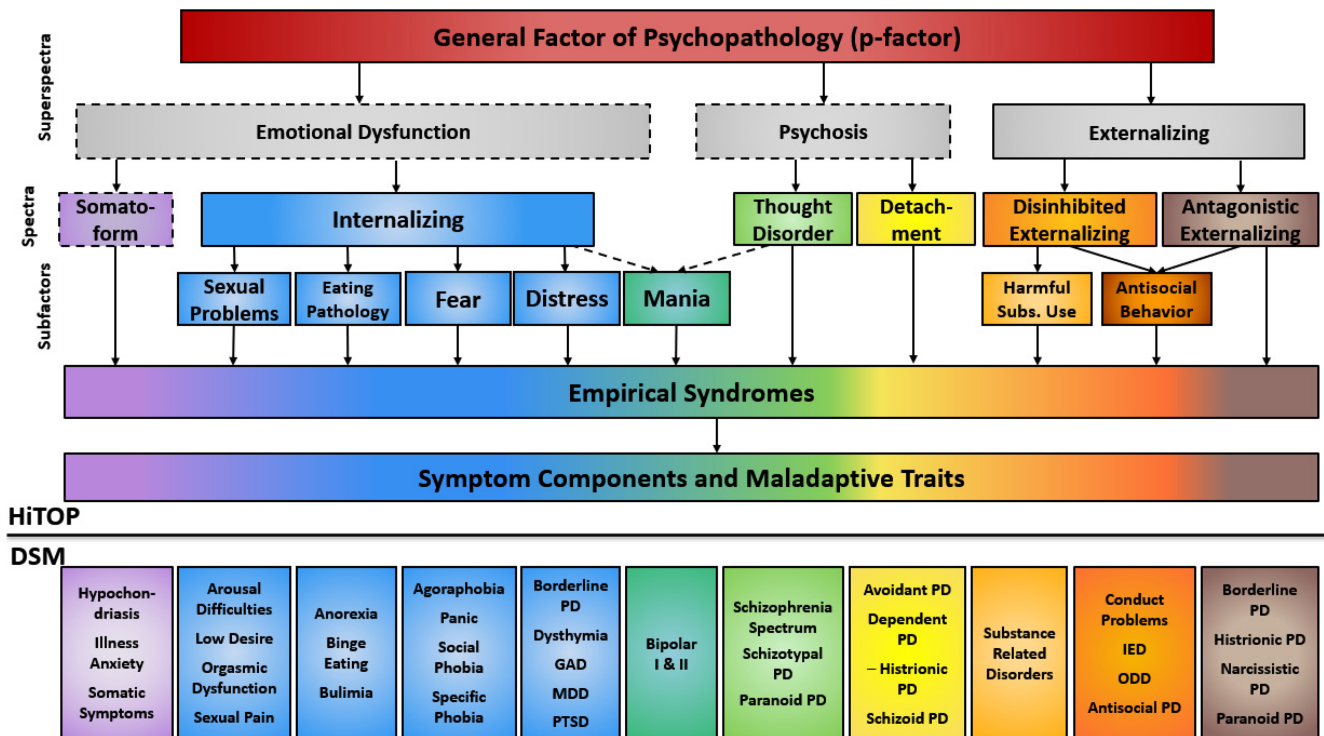 General Factor of Psychopathology (p-factor)
Superspectra
Emotional Dysfunction
Psychosis
Externalizing
Spectra
Somato-
form
Internalizing
Thought
Disorder
Detach-
ment
Disinhibited
Externalizing
Antagonistic
Externalizing
Subfactors
Sexual
Problems
Eating
Pathology
Fear
Distress
Mania
Harmful
Subs. Use
Antisocial
Behavior
Empirical Syndromes
Symptom Components and Maladaptive Traits
HiTOP
DSM
Hypochon-
driasis
Illness
Anxiety
Somatic
Symptoms
Arousal
Difficulties
Low Desire
Orgasmic
Dysfunction
Sexual Pain
Anorexia
Binge
Eating
Bulimia
Agoraphobia
Panic
Social
Phobia
Specific
Phobia
Borderline
PD
Dysthymia
GAD
MDD
PTSD
Bipolar
I & II
Schizophrenia
Spectrum
Schizotypal
PD
Paranoid PD
Avoidant PD
Dependent
PD
– Histrionic
PD
Schizoid PD
Substance
Related
Disorders
Conduct
Problems
IED
ODD
Antisocial PD
Borderline
PD
Histrionic PD
Narcissistic
PD
Paranoid PD